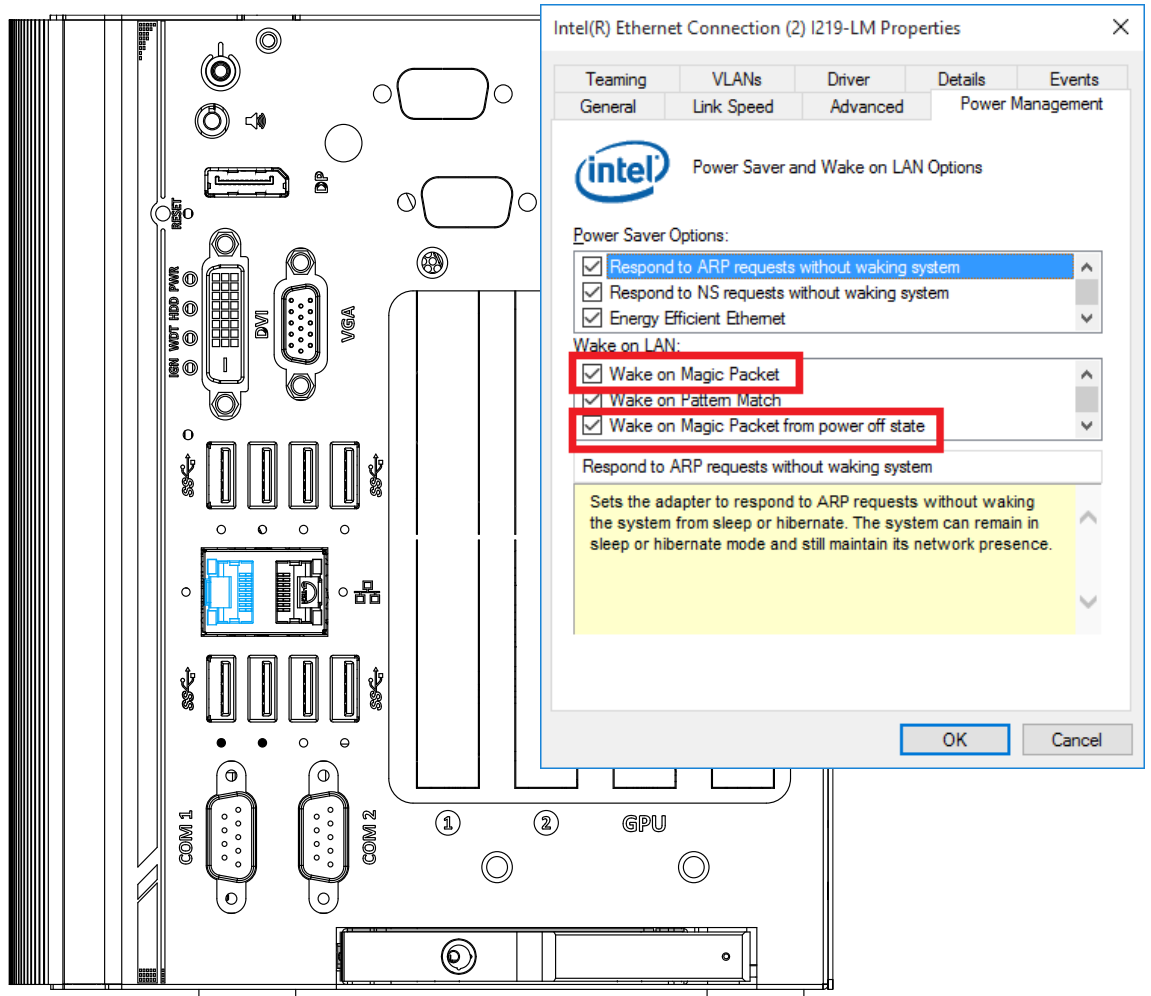 Intel(R) Ethernet Connection (2) I219-LM Properties
Teaming VLANs Driver Details Events
General Link Speed Advanced Power Management
intel
Power Saver and Wake on LAN Options
Power Saver Options:
Respond to ARP requests without waking system
Respond to NS requests without waking system
Energy Efficient Ethernet
Wake on LAN:
Wake on Magic Packet
Wake on Pattern Match
Wake on Magic Packet from power off state
Respond to ARP requests without waking system
Sets the adapter to respond to ARP requests without waking
the system from sleep or hibernate. The system can remain in
sleep or hibernate mode and still maintain its network presence.
OK Cancel
DP
RESET
IGN WDT HDD PWR
DVI
VGA
SS
SS
SS
SS
COM 1
COM 2
1 2 GPU